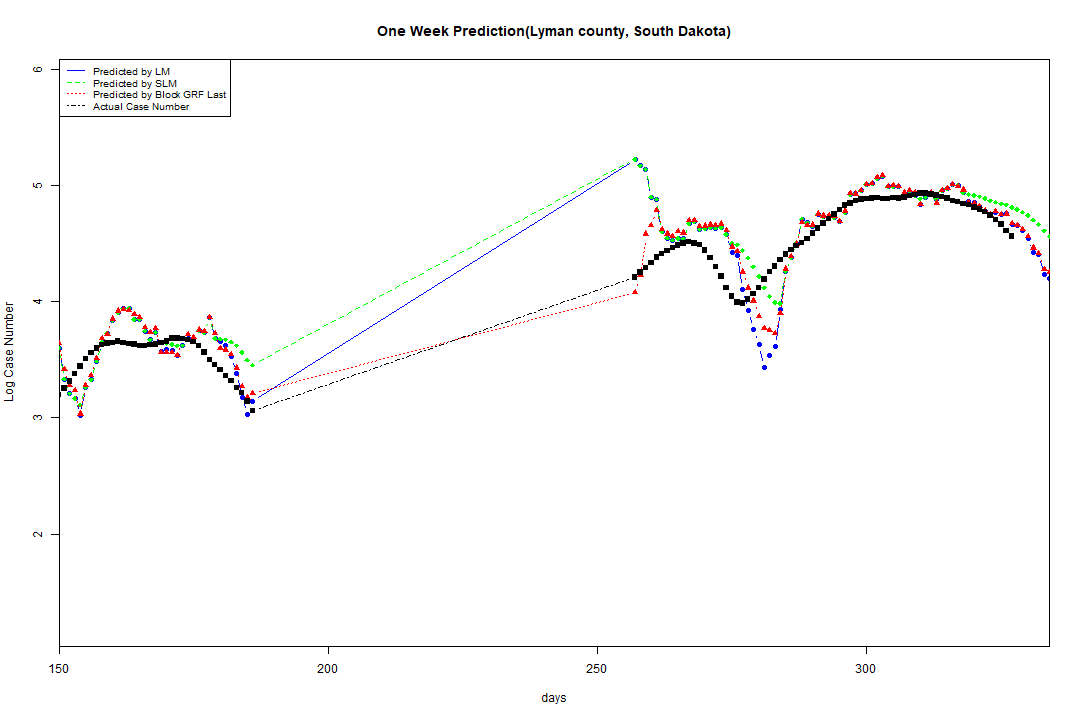 One Week Prediction(Lyman county, South Dakota)
Predicted by LM
Predicted by SLM
Predicted by Block GRF Last
Actual Case Number
6
5
4
3
2
Log Case Number
150 200 250 300
days